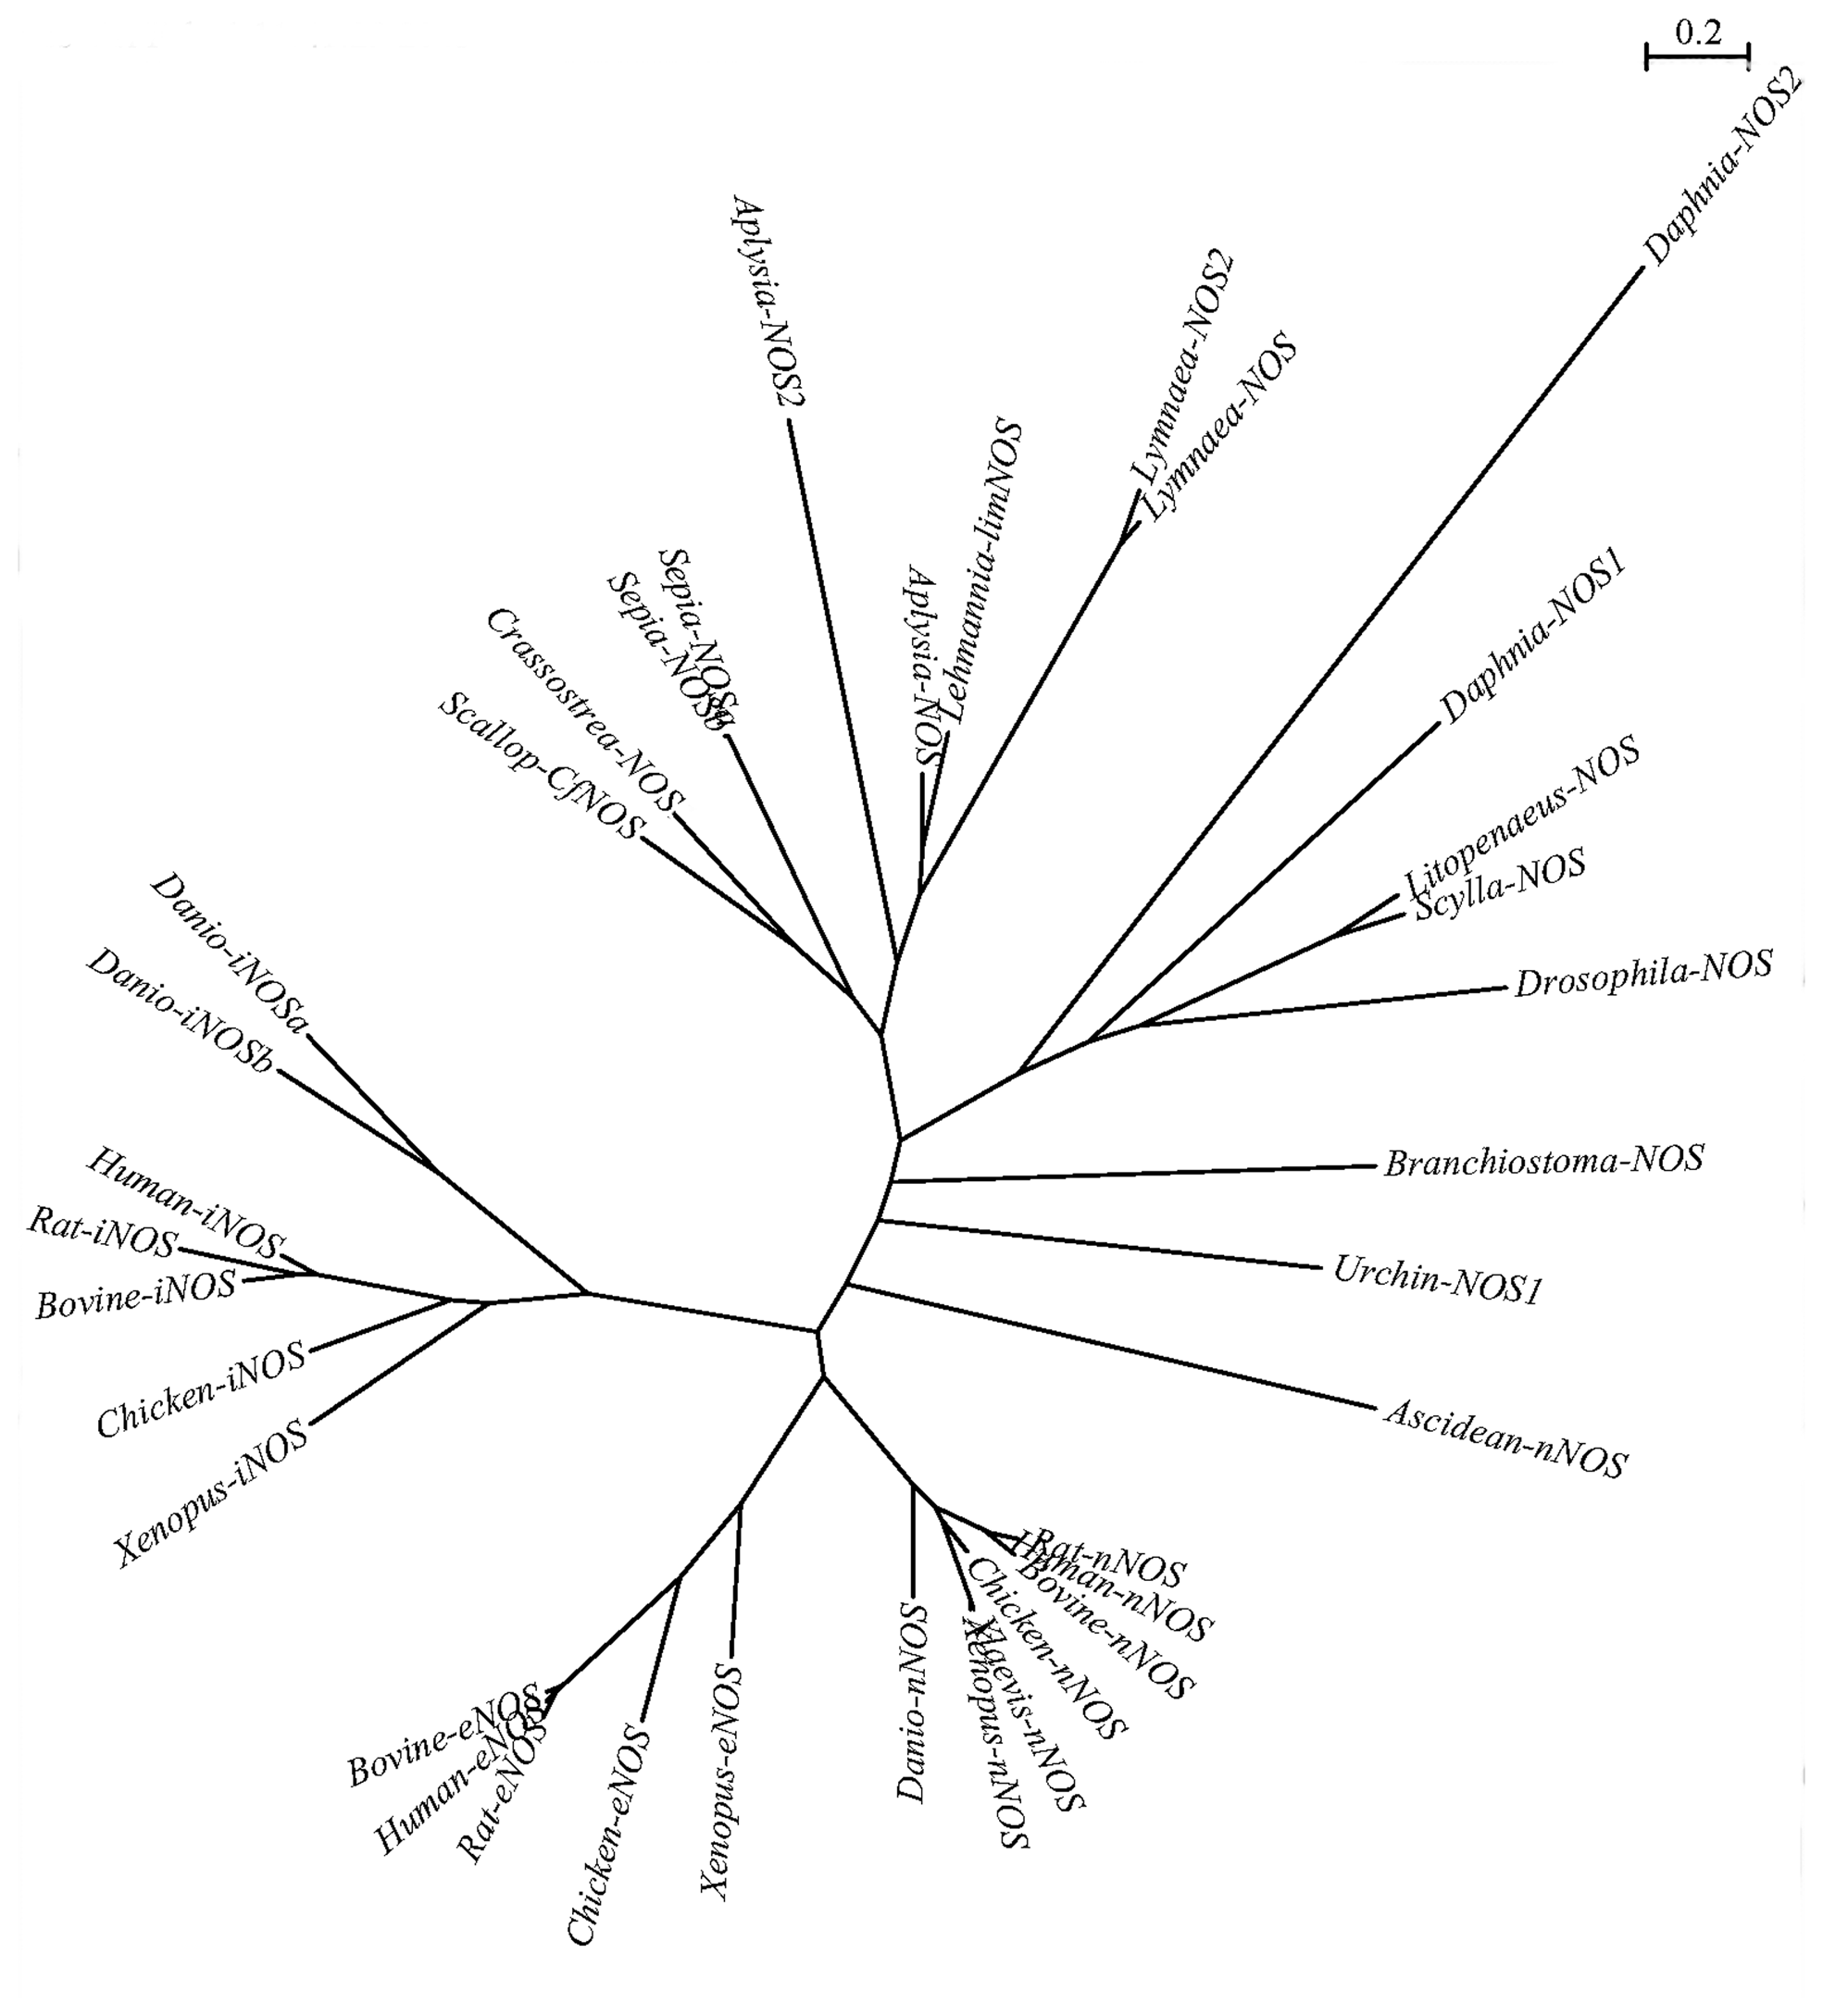 0.2
Daphnia-NOS2
Aplysia-NOS2
Lymnaea-NOS2
Lymnaea-NOS
Lehmannia-limNOS
Aplysia-NOS
Sepia-NOSa
Sepia-NOSb
Crassostrea-NOS
Scallop-CfNOS
Daphnia-NOS1
Litopenaeus-NOS
Scylla-NOS
Drosophila-NOS
Danio-iNOSa
Danio-iNOSb
Branchiostoma-NOS
Human-iNOS
Rat-iNOS
Bovine-iNOS
Urchin-NOS1
Chicken-iNOS
Xenopus-iNOS
Ascidean-nNOS
Rat-nNOS
Human-nNOS
Bovine-nNOS
Chicken-nNOS
Xlaevis-nNOS
Xenopus-nNOS
Danio-nNOS
Xenopus-eNOS
Chicken-eNOS
Bovine-eNOS
Human-eNOS
Rat-eNOS